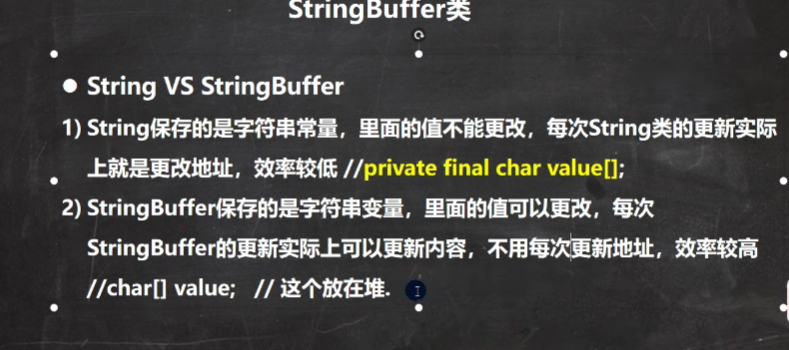 StringBuffer类
● String VS StringBuffer
1) String保存的是字符串常量，里面的值不能更改，每次String类的更新实际
上就是更改地址，效率较低 //private final char value[];
2) StringBuffer保存的是字符串变量，里面的值可以更改，每次
StringBuffer的更新实际上可以更新内容，不用每次更新地址，效率较高
//char[] value;   // 这个放在堆.